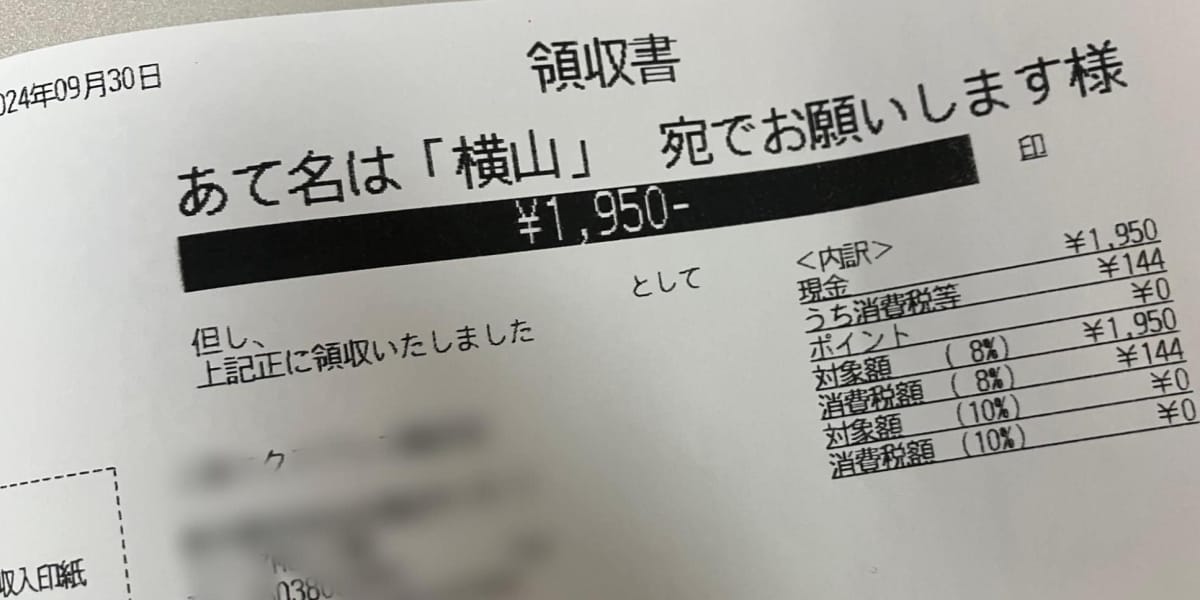 024年09月30日
領収書
あて名は「横山」 宛でお願いします様
¥1,950-
印
として
但し、
上記正に領収いたしました
<内訳>
現金 ¥1,950
うち消費税等 ¥144
ポイント ¥0
対象額 ( 8%) ¥1,950
消費税額 ( 8%) ¥144
対象額 (10%) ¥0
消費税額 (10%) ¥0
ク
収入印紙